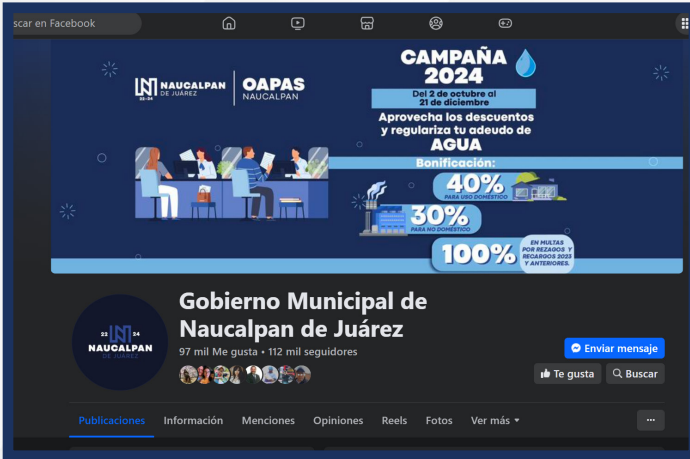 scar en Facebook
NAUCALPAN
DE JUÁREZ
22-24
OAPAS
NAUCALPAN
CAMPAÑA
2024
Del 2 de octubre al
21 de diciembre
Aprovecha los descuentos
y regulariza tu adeudo de
AGUA
Bonificación:
40%
PARA USO DOMÉSTICO
30%
PARA NO DOMÉSTICO
100%
EN MULTAS
POR REZAGOS Y
RECARGOS 2023
Y ANTERIORES.
22 N 24
NAUCALPAN
DE JUÁREZ
Gobierno Municipal de
Naucalpan de Juárez
97 mil Me gusta • 112 mil seguidores
Enviar mensaje
Te gusta
Buscar
Publicaciones Información Menciones Opiniones Reels Fotos Ver más